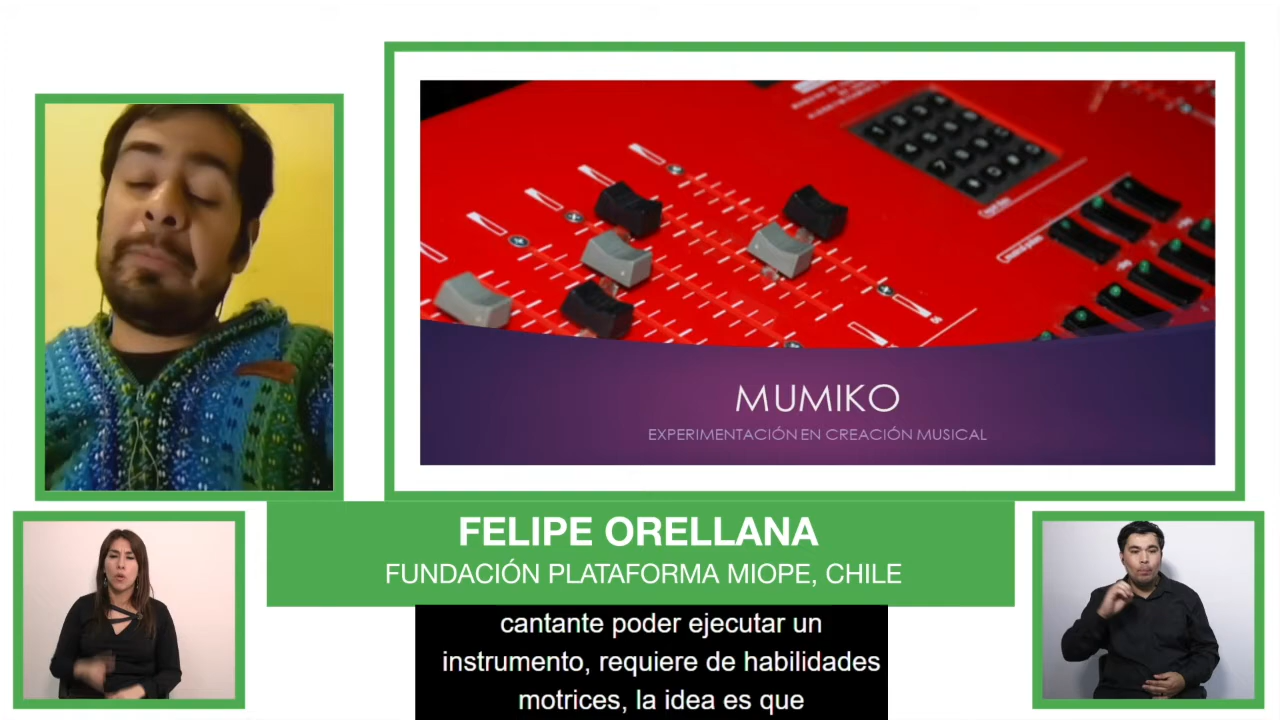 MUMIKO
EXPERIMENTACIÓN EN CREACIÓN MUSICAL
FELIPE ORELLANA
FUNDACIÓN PLATAFORMA MIOPE, CHILE
cantante poder ejecutar un
instrumento, requiere de habilidades
motrices, la idea es que